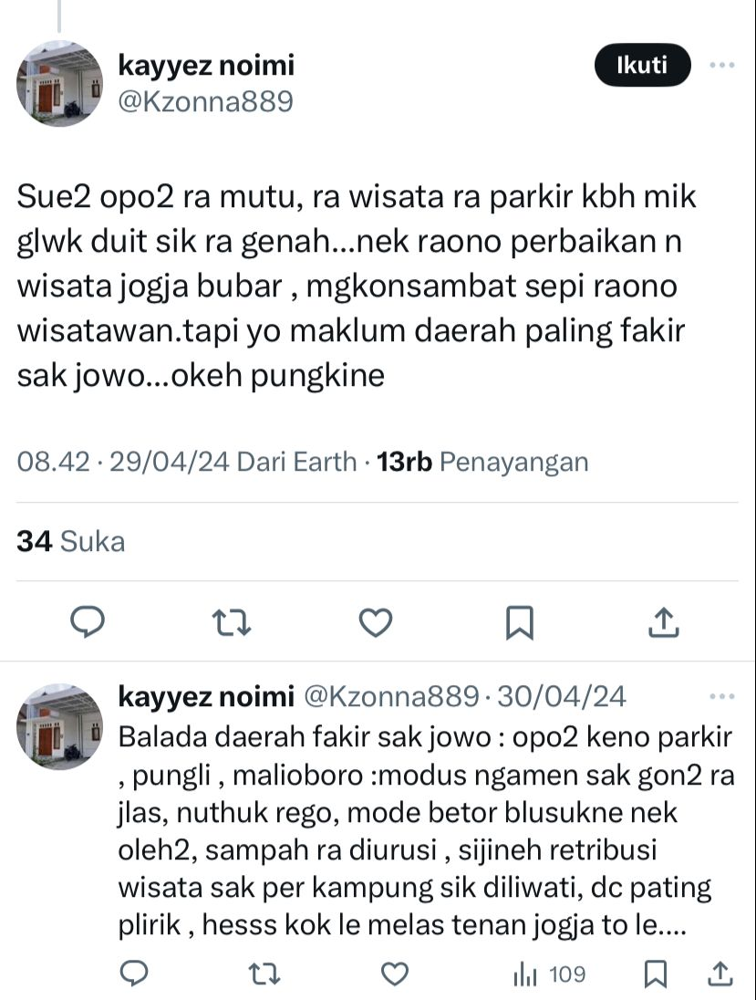 kayyez noimi
Ikuti
@Kzonna889
Sue2 opo2 ra mutu, ra wisata ra parkir kbh mik
glwk duit sik ra genah...nek raono perbaikan n
wisata jogja bubar , mgkonsambat sepi raono
wisatawan.tapi yo maklum daerah paling fakir
sak jowo...okeh pungkine
08.42 · 29/04/24 Dari Earth · 13rb Penayangan
34 Suka
kayyez noimi @Kzonna889 · 30/04/24
Balada daerah fakir sak jowo : opo2 keno parkir
, pungli , malioboro :modus ngamen sak gon2 ra
jlas, nuthuk rego, mode betor blusukne nek
oleh2, sampah ra diurusi , sijineh retribusi
wisata sak per kampung sik diliwati, dc pating
plirik , hesss kok le melas tenan jogja to le....
109